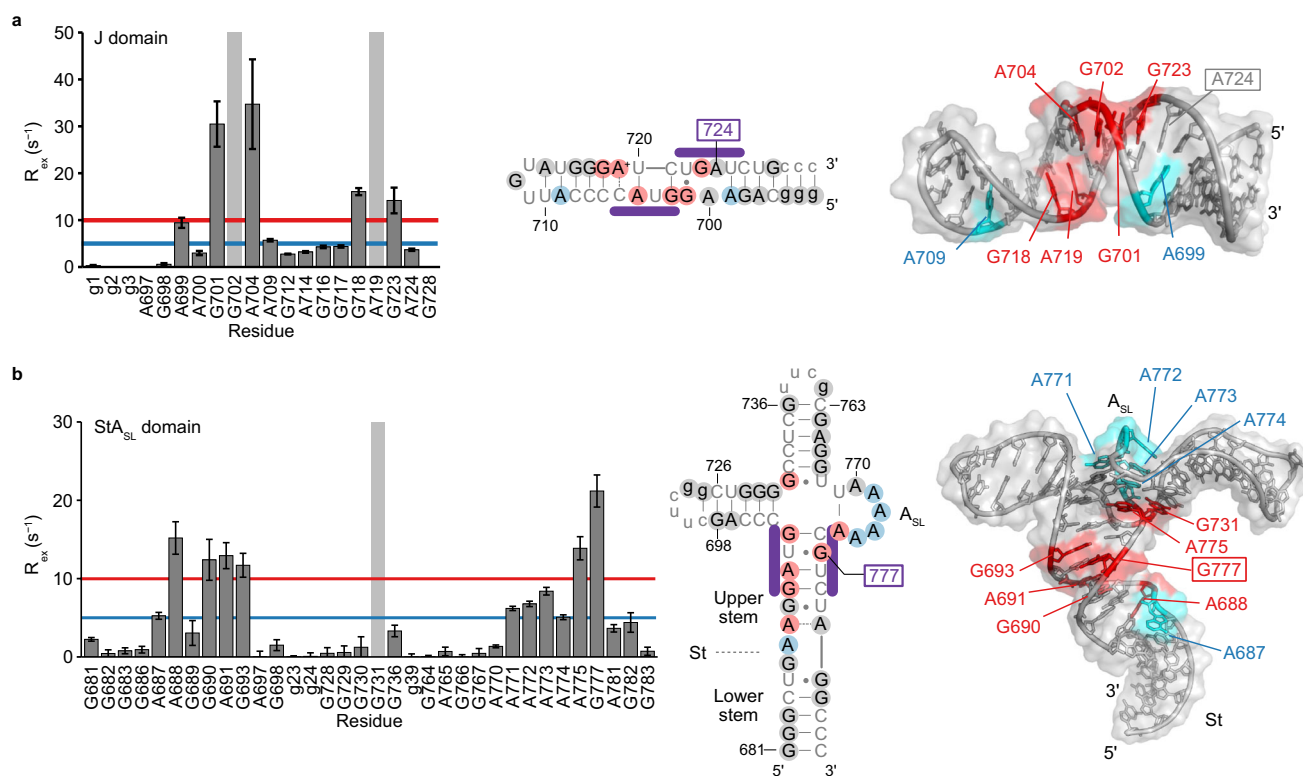 a
J domain
50
40
30
20
10
0
R_ex (s⁻¹)
g1 g2 g3 A697 G698 A699 A700 G701 G702 A704 A709 G712 A714 G716 G717 G718 A719 G723 A724 G728
Residue
720
724
U A U G G G G A + U C U G A U C U G c c c 3'
G
U U A C C C C A U G G A A A G A C g g g 5'
710
700
A704
G702
G723
A724
5'
3'
A709
G718
A719
G701
A699
b
StA_SL domain
30
20
10
0
R_ex (s⁻¹)
G681 G682 G683 G686 A687 A688 G689 G690 A691 G693 A697 G698 g23 g24 G728 G729 G730 G731 G736 g39 G764 A765 G766 G767 A770 A771 A772 A773 A774 A775 G777 A781 G782 G783
Residue
u c
u g
736
G C
763
C G
U A
C G
C G
G U
726
g g C U G G G
c
u u G A C C C
698
770
U A A A A A A
A_SL
G C
U G
777
A U
G C
G U
A A
A
G G
U G
C G
G C
G C
681
G C
5'
3'
Upper
stem
St
Lower
stem
A771
A772
A_SL
A773
A774
G731
A775
G693
G777
A691
A688
G690
A687
3'
St
5'